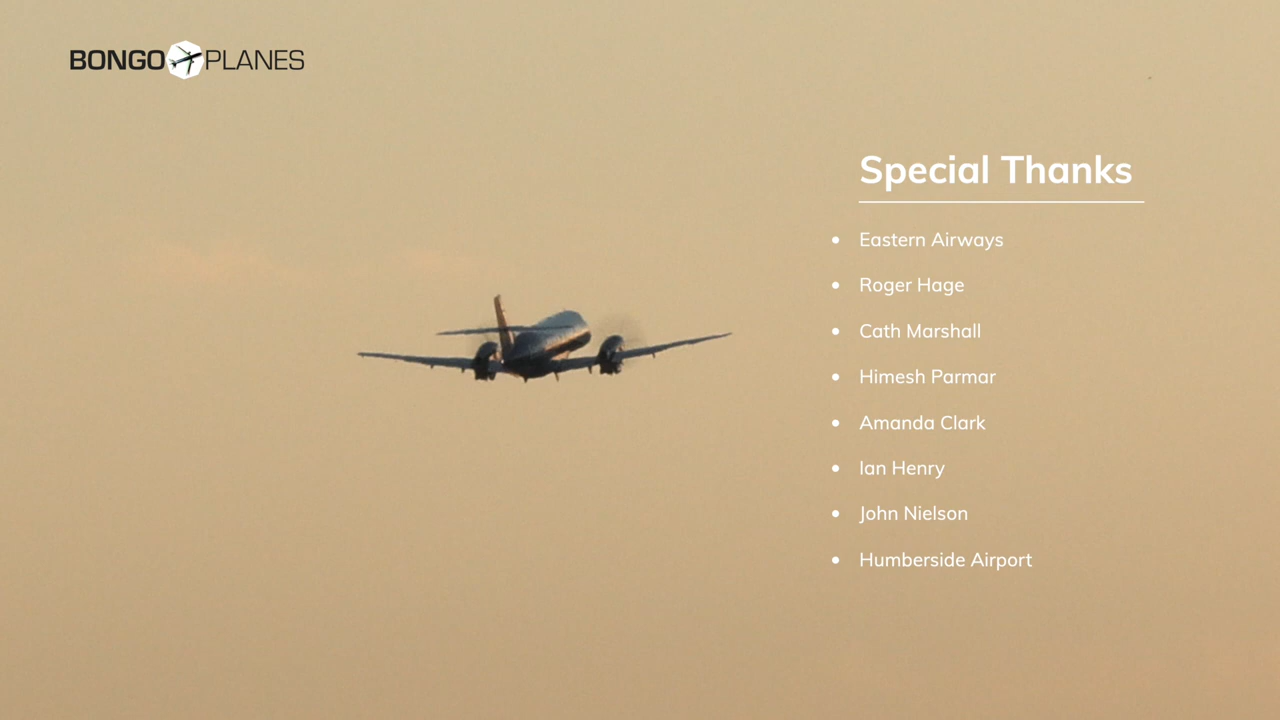 BONGO PLANES
Special Thanks
Eastern Airways
Roger Hage
Cath Marshall
Himesh Parmar
Amanda Clark
Ian Henry
John Nielson
Humberside Airport